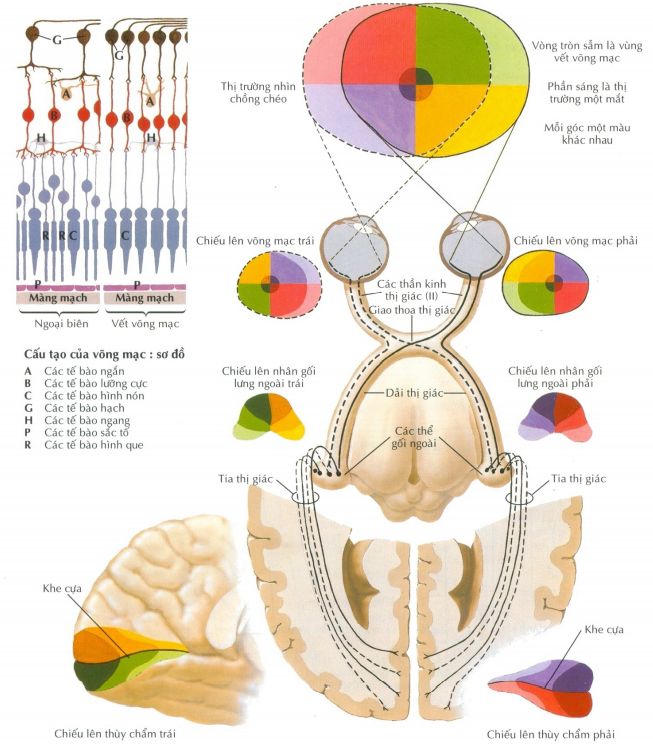 G
G
A
A
B
B
H
H
R
R
C
C
P
P
Màng mạch
Màng mạch
Ngoại biên
Vết võng mạc
Cấu tạo của võng mạc : sơ đồ
A Các tế bào ngắn
B Các tế bào lưỡng cực
C Các tế bào hình nón
G Các tế bào hạch
H Các tế bào ngang
P Các tế bào sắc tố
R Các tế bào hình que
Thị trường nhìn
chồng chéo
Vòng tròn sẫm là vùng
vết võng mạc
Phần sáng là thị
trường một mắt
Mỗi góc một màu
khác nhau
Chiếu lên võng mạc trái
Chiếu lên võng mạc phải
Các thần kinh
thị giác (II)
Giao thoa thị giác
Chiếu lên nhân gối
lưng ngoài trái
Dải thị giác
Chiếu lên nhân gối
lưng ngoài phải
Các thể
gối ngoài
Tia thị giác
Tia thị giác
Khe cựa
Khe cựa
Chiếu lên thùy chẩm trái
Chiếu lên thùy chẩm phải